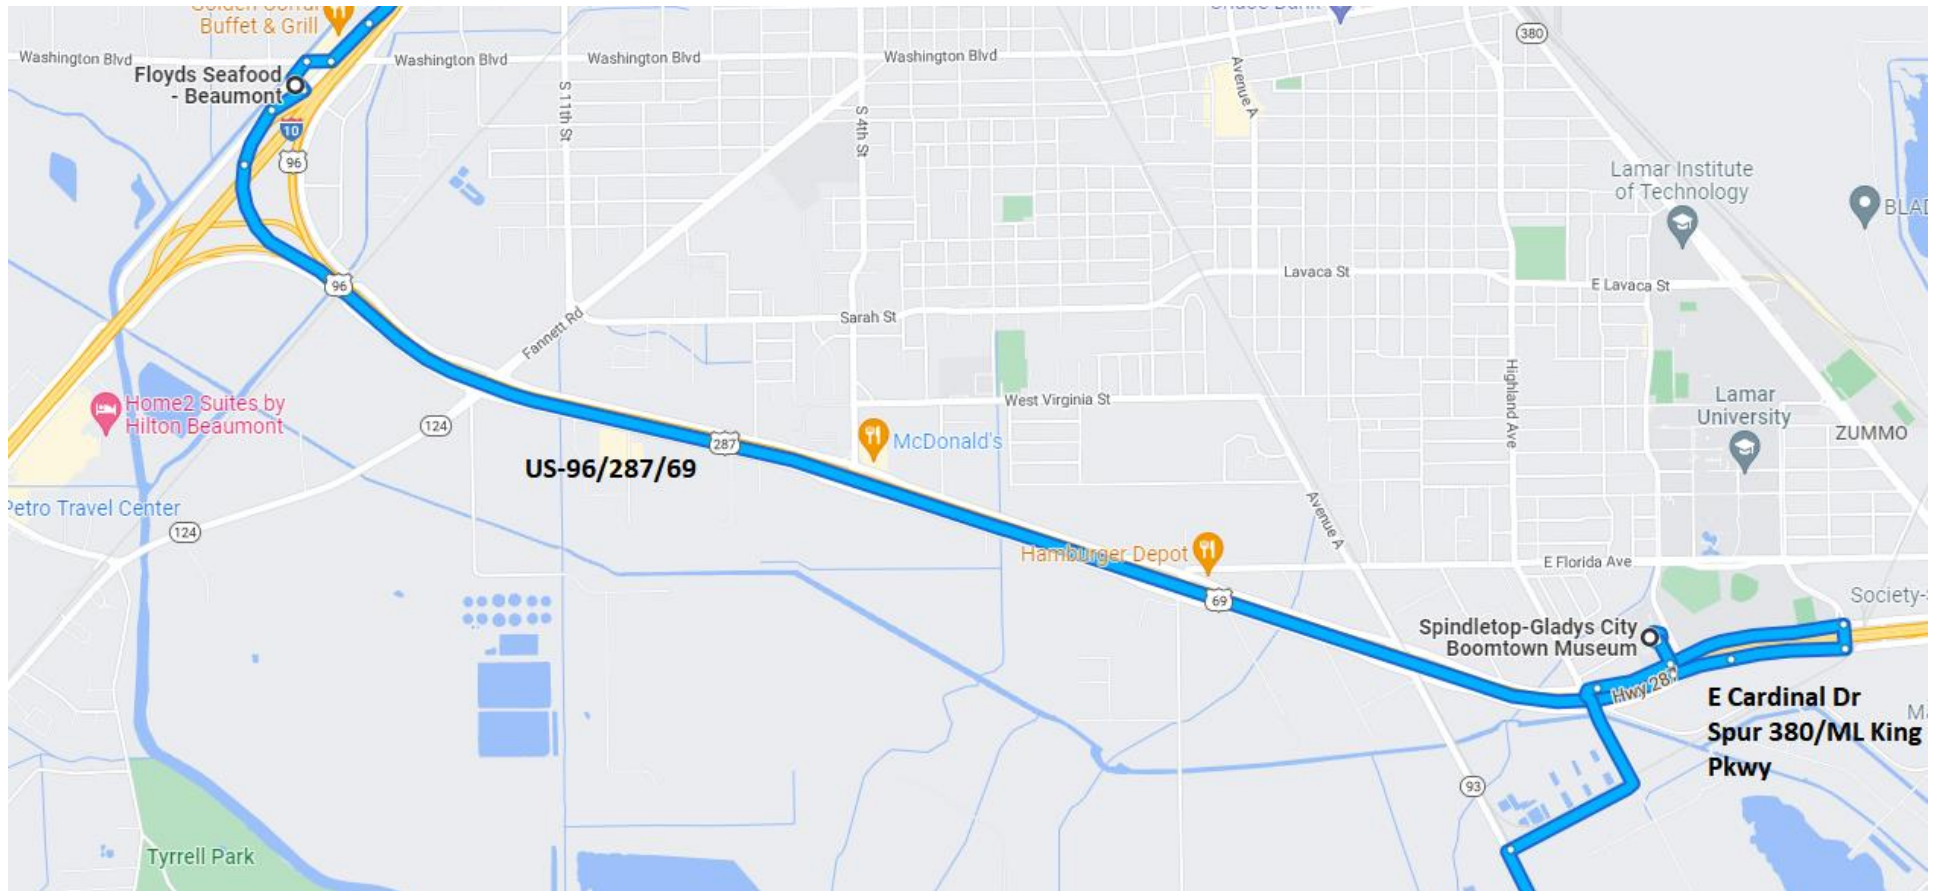 Buffet & Grill
380
Washington Blvd
Washington Blvd
Washington Blvd
Washington Blvd
Floyds Seafood
- Beaumont
Avenue A
S 11th St
S 4th St
10
96
Lamar Institute
of Technology
BLAD
96
Lavaca St
E Lavaca St
Sarah St
Fannett Rd
Highland Ave
Home2 Suites by
Hilton Beaumont
West Virginia St
Lamar
University
124
ZUMMO
287
McDonald's
US-96/287/69
Petro Travel Center
124
Avenue A
Hamburger Depot
E Florida Ave
69
Society-
Spindletop-Gladys City
Boomtown Museum
Hwy 287
E Cardinal Dr
Spur 380/ML King
Pkwy
Ma
93
Tyrrell Park